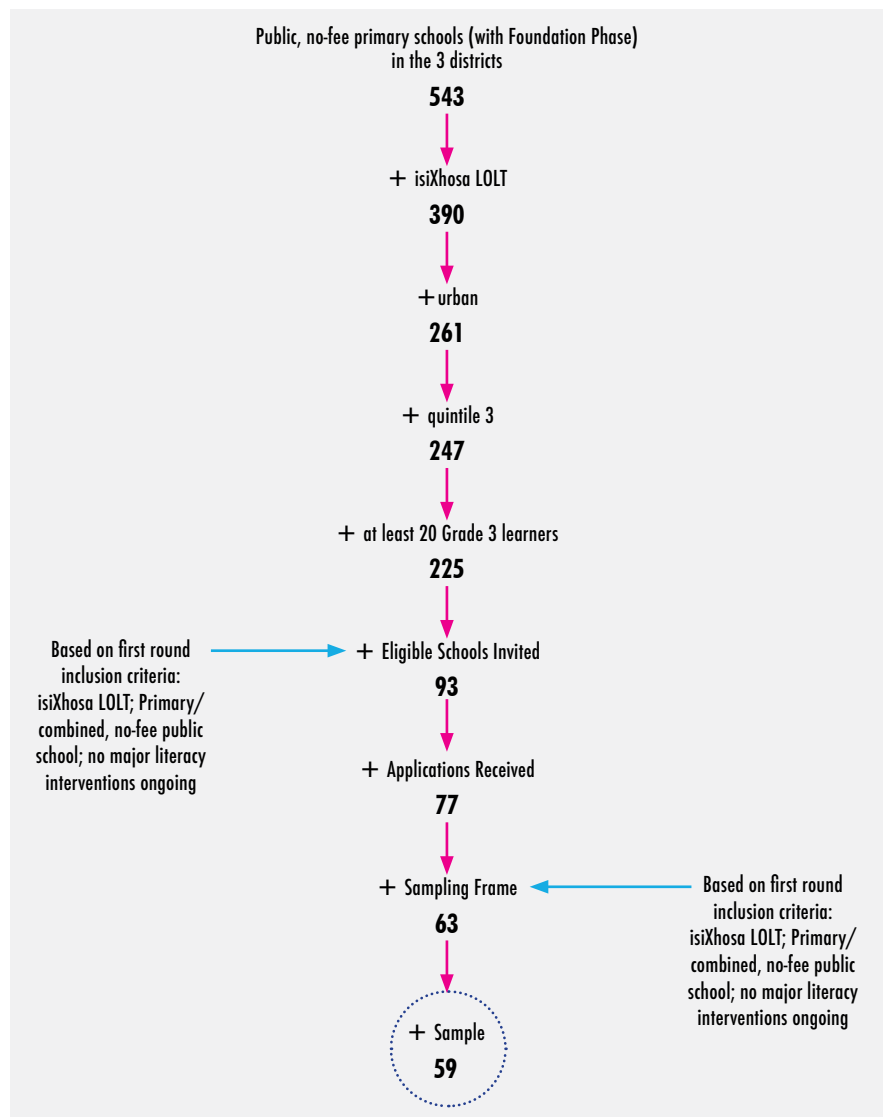 Public, no-fee primary schools (with Foundation Phase)
in the 3 districts
543
+ isiXhosa LOLT
390
+ urban
261
+ quintile 3
247
+ at least 20 Grade 3 learners
225
Based on first round
inclusion criteria:
isiXhosa LOLT; Primary/
combined, no-fee public
school; no major literacy
interventions ongoing
+ Eligible Schools Invited
93
+ Applications Received
77
+ Sampling Frame
63
Based on first round
inclusion criteria:
isiXhosa LOLT; Primary/
combined, no-fee public
school; no major literacy
interventions ongoing
+ Sample
59